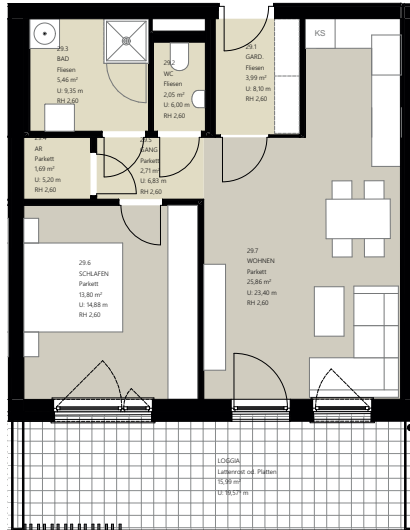 29.3
BAD
Fliesen
5,46 m²
U: 9,35 m
RH 2,60
29.2
WC
Fliesen
2,05 m²
U: 6,00 m
RH 2,60
29.1
GARD.
Fliesen
3,99 m²
U: 8,10 m
RH 2,60
KS
AR
Parkett
1,69 m²
U: 5,20 m
RH 2,60
29.5
GANG
Parkett
2,71 m²
U: 6,83 m
RH 2,60
29.6
SCHLAFEN
Parkett
13,80 m²
U: 14,88 m
RH 2,60
29.7
WOHNEN
Parkett
25,86 m²
U: 23,40 m
RH 2,60
LOGGIA
Lattenrost od. Platten
15,99 m²
U: 19,57 m